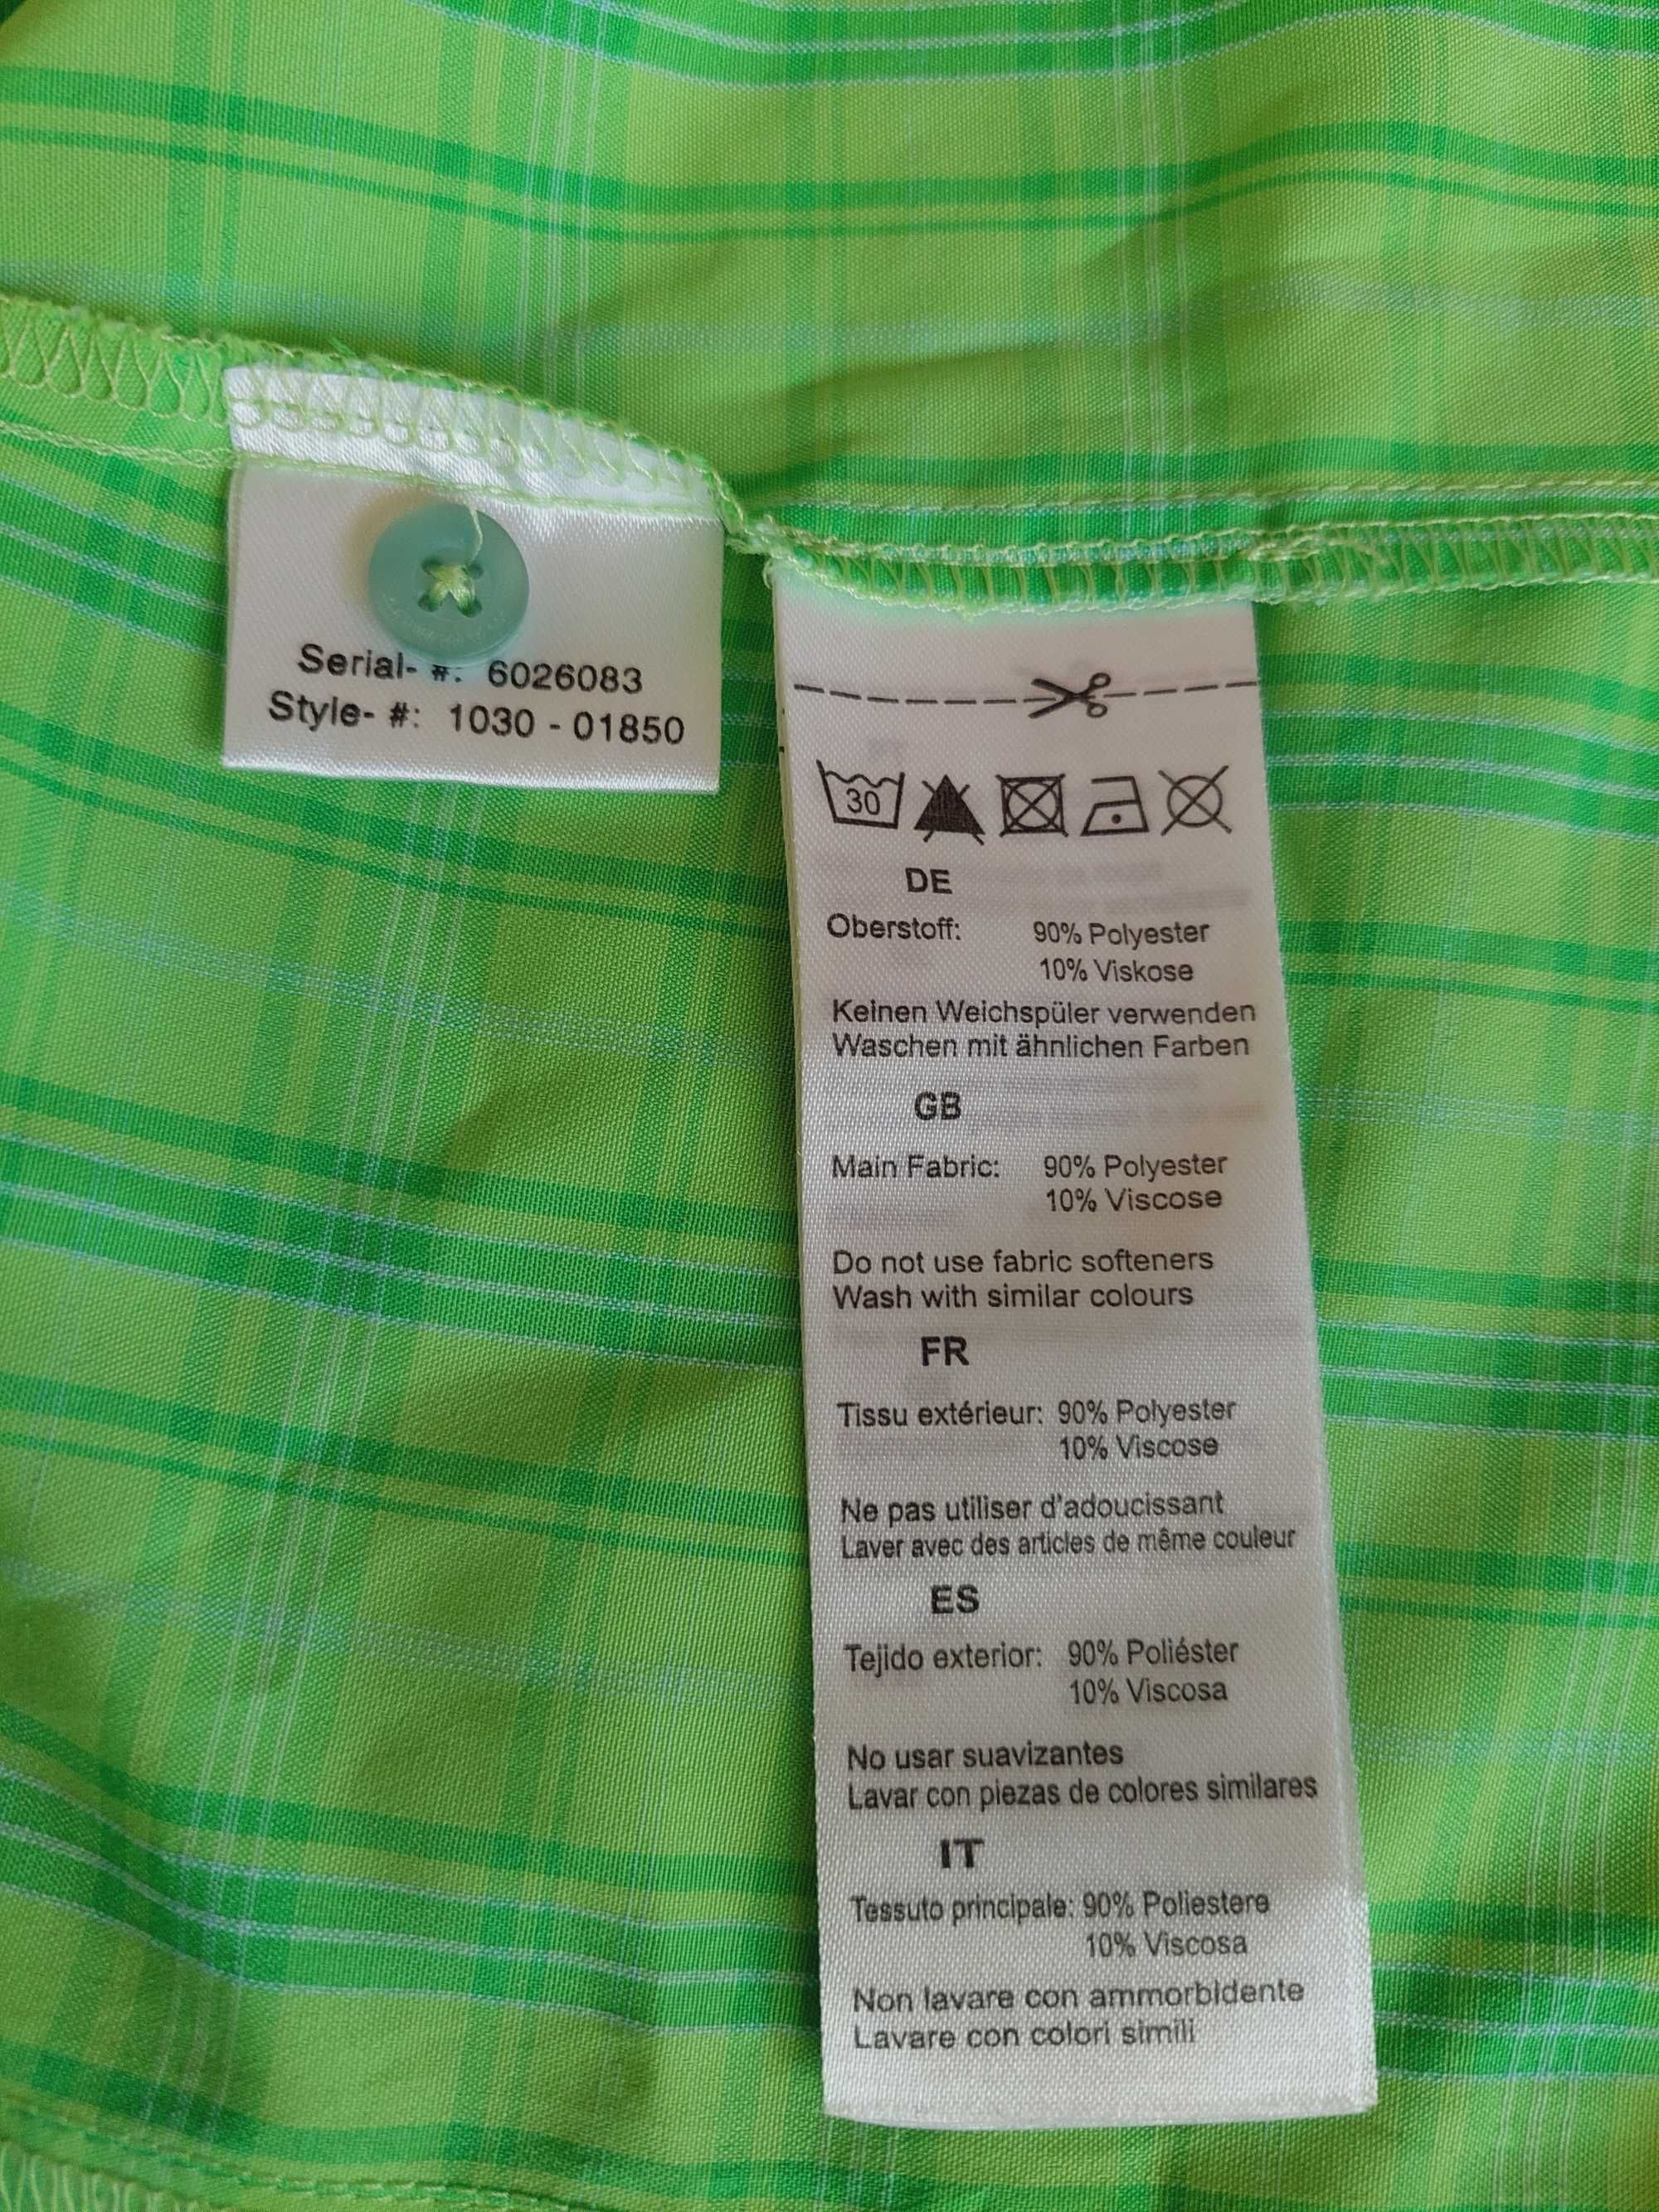 Serial- #: 6026083
Style- #: 1030 - 01850
30
DE
Oberstoff: 90% Polyester
10% Viskose
Keinen Weichspüler verwenden
Waschen mit ähnlichen Farben
GB
Main Fabric: 90% Polyester
10% Viscose
Do not use fabric softeners
Wash with similar colours
FR
Tissu extérieur: 90% Polyester
10% Viscose
Ne pas utiliser d'adoucissant
Laver avec des articles de même couleur
ES
Tejido exterior: 90% Poliéster
10% Viscosa
No usar suavizantes
Lavar con piezas de colores similares
IT
Tessuto principale: 90% Poliestere
10% Viscosa
Non lavare con ammorbidente
Lavare con colori simili